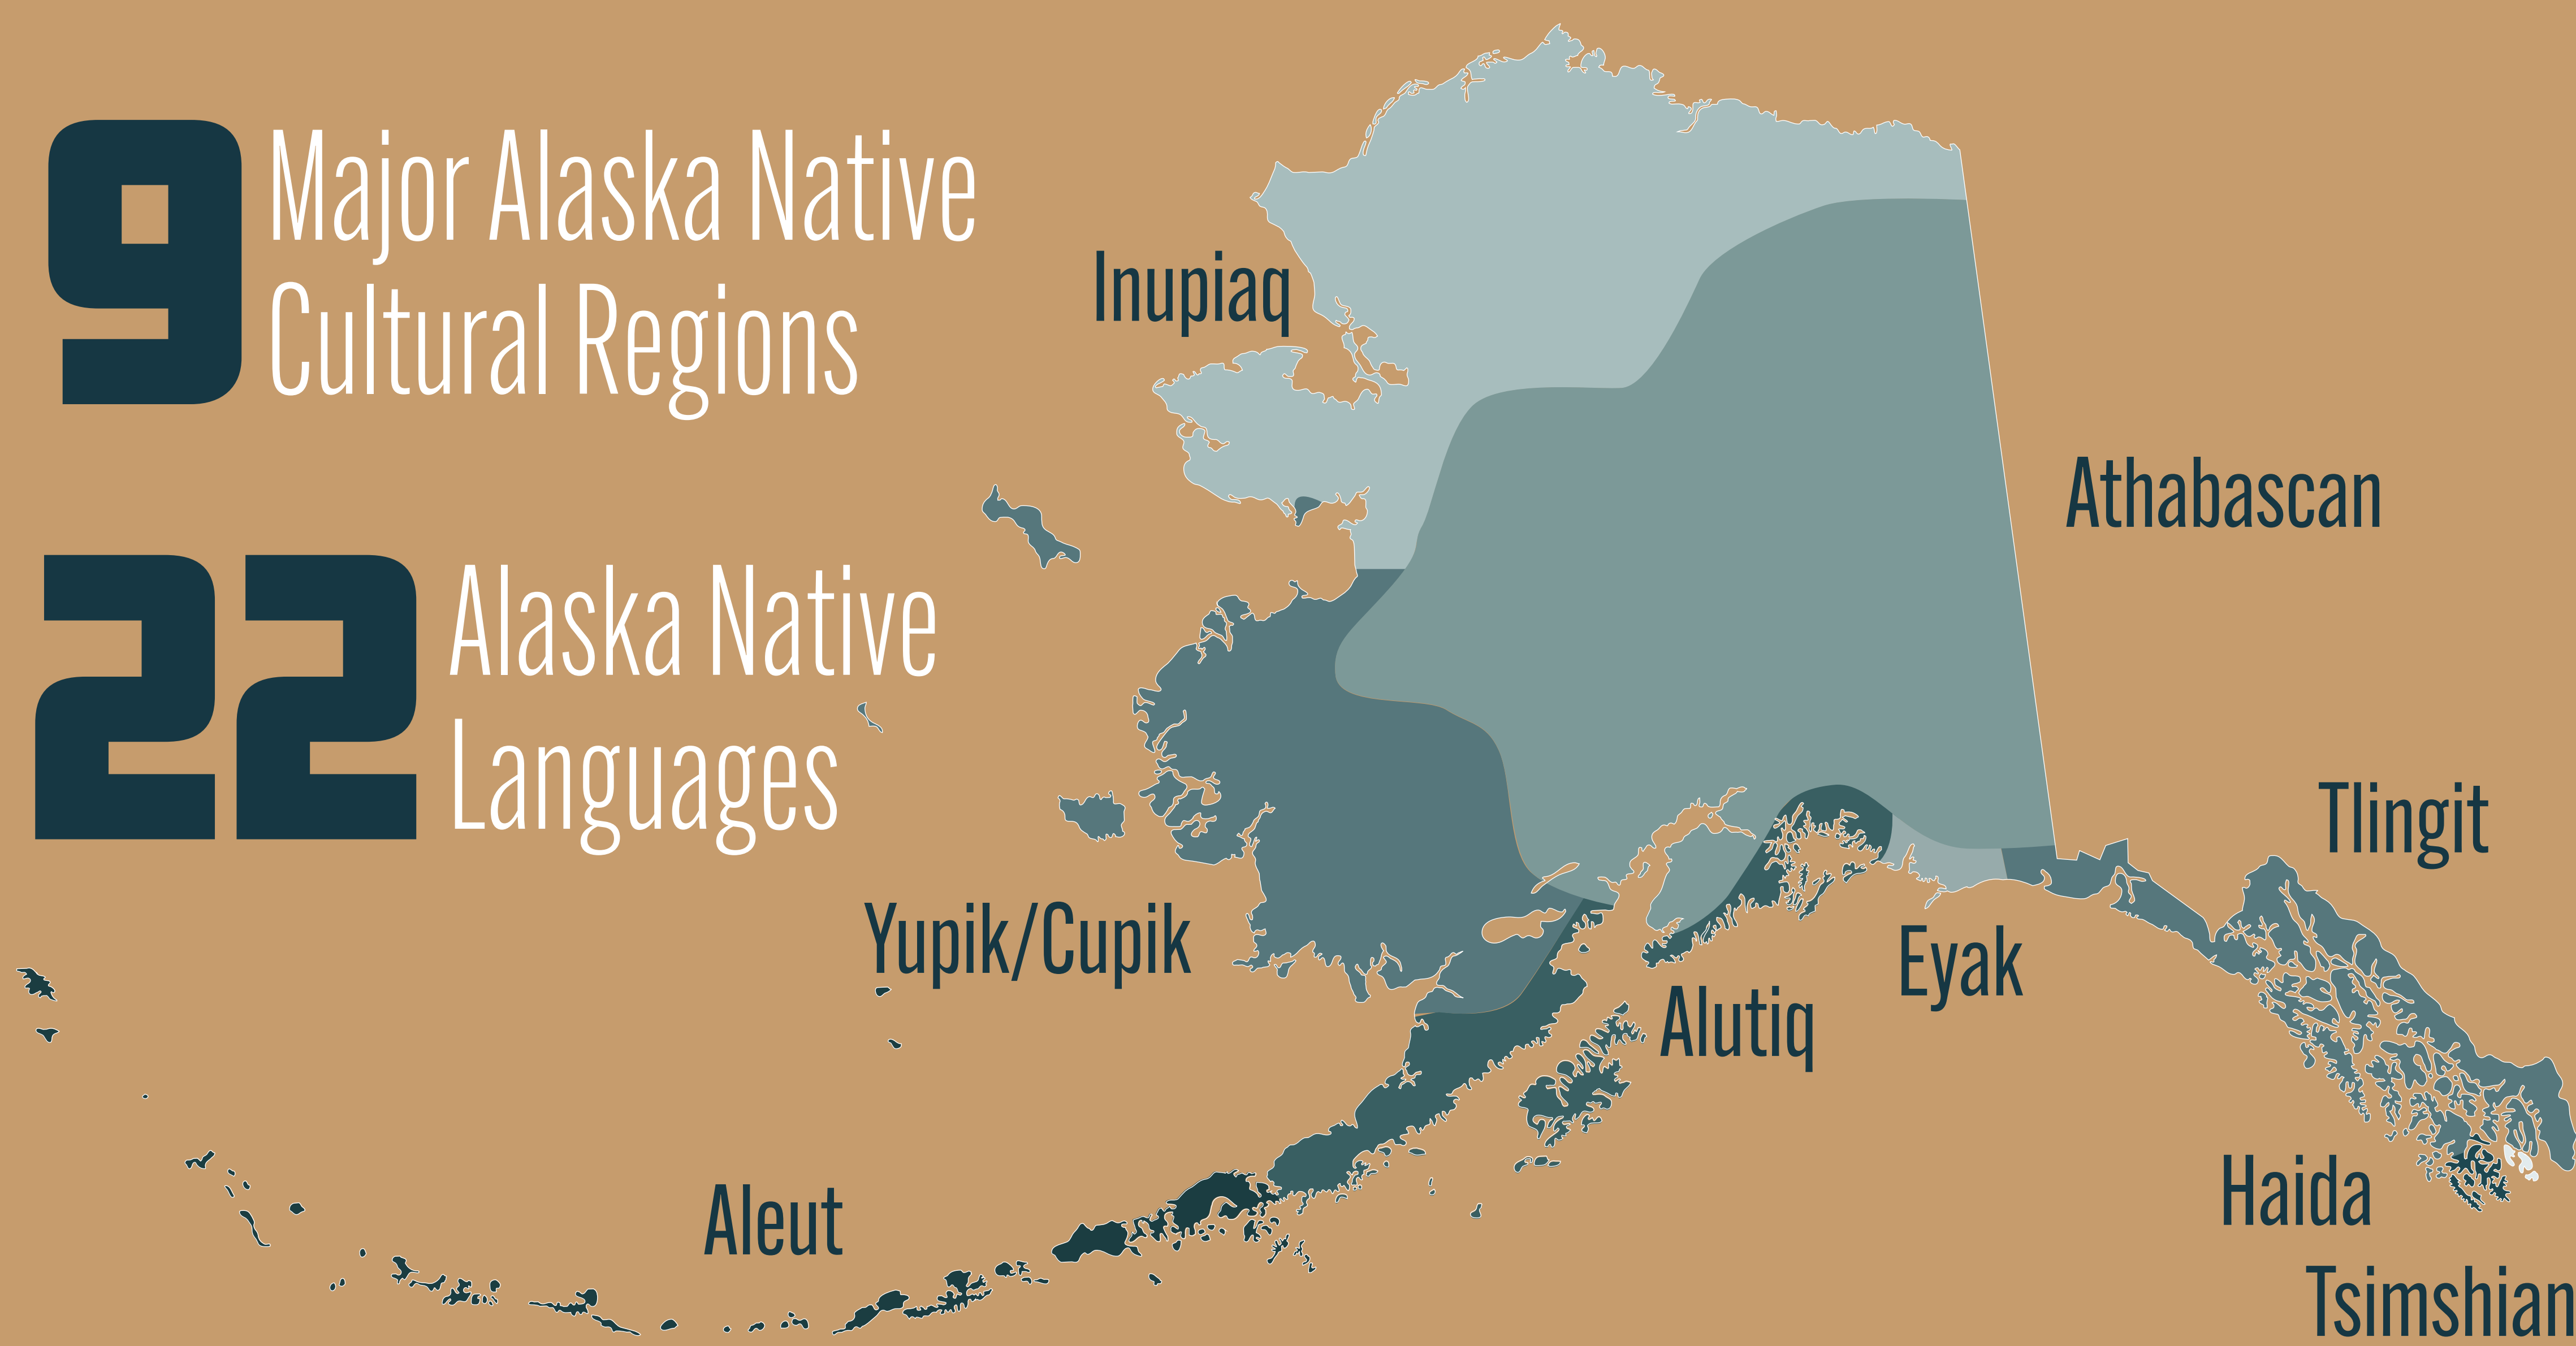 9 Major Alaska Native
Cultural Regions
22 Alaska Native
Languages
Inupiaq
Athabascan
Tlingit
Yupik/Cupik
Eyak
Alutiq
Haida
Aleut
Tsimshian